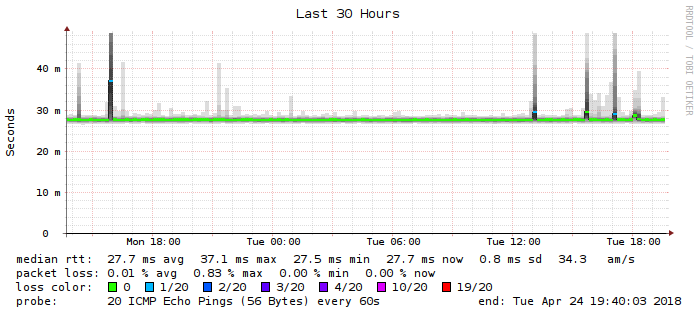 Last 30 Hours
RRDTOOL / TOBI OETIKER
Seconds
40 m
30 m
20 m
10 m
0
Mon 18:00 Tue 00:00 Tue 06:00 Tue 12:00 Tue 18:00
median rtt: 27.7 ms avg 37.1 ms max 27.5 ms min 27.7 ms now 0.8 ms sd 34.3 am/s
packet loss: 0.01 % avg 0.83 % max 0.00 % min 0.00 % now
loss color: 0 1/20 2/20 3/20 4/20 10/20 19/20
probe: 20 ICMP Echo Pings (56 Bytes) every 60s end: Tue Apr 24 19:40:03 2018